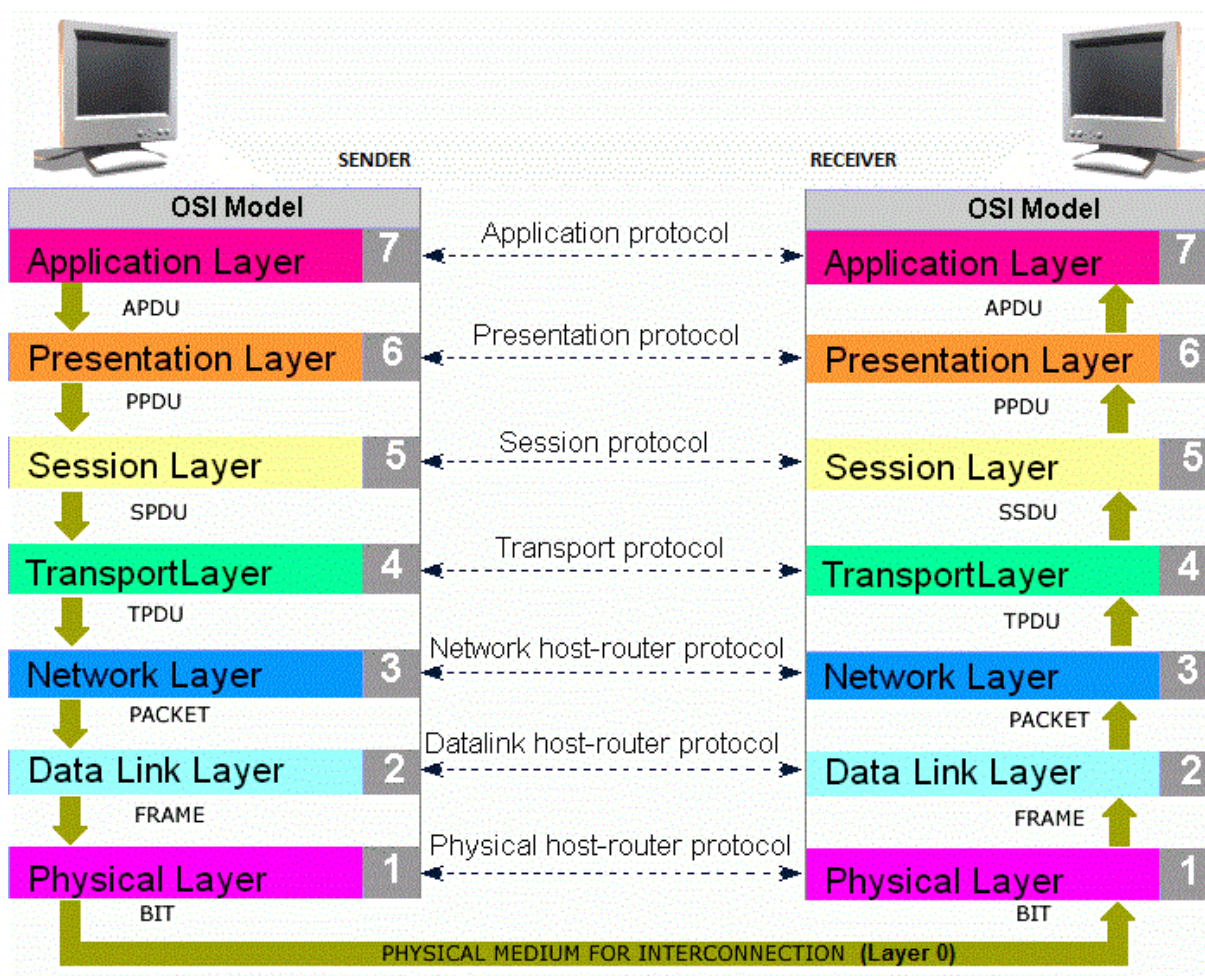 SENDER
RECEIVER
OSI Model
OSI Model
Application Layer 7
Application protocol
Application Layer 7
APDU
APDU
Presentation Layer 6
Presentation protocol
Presentation Layer 6
PPDU
PPDU
Session Layer 5
Session protocol
Session Layer 5
SPDU
SSDU
TransportLayer 4
Transport protocol
TransportLayer 4
TPDU
TPDU
Network Layer 3
Network host-router protocol
Network Layer 3
PACKET
PACKET
Data Link Layer 2
Datalink host-router protocol
Data Link Layer 2
FRAME
FRAME
Physical Layer 1
Physical host-router protocol
Physical Layer 1
BIT
BIT
PHYSICAL MEDIUM FOR INTERCONNECTION (Layer 0)